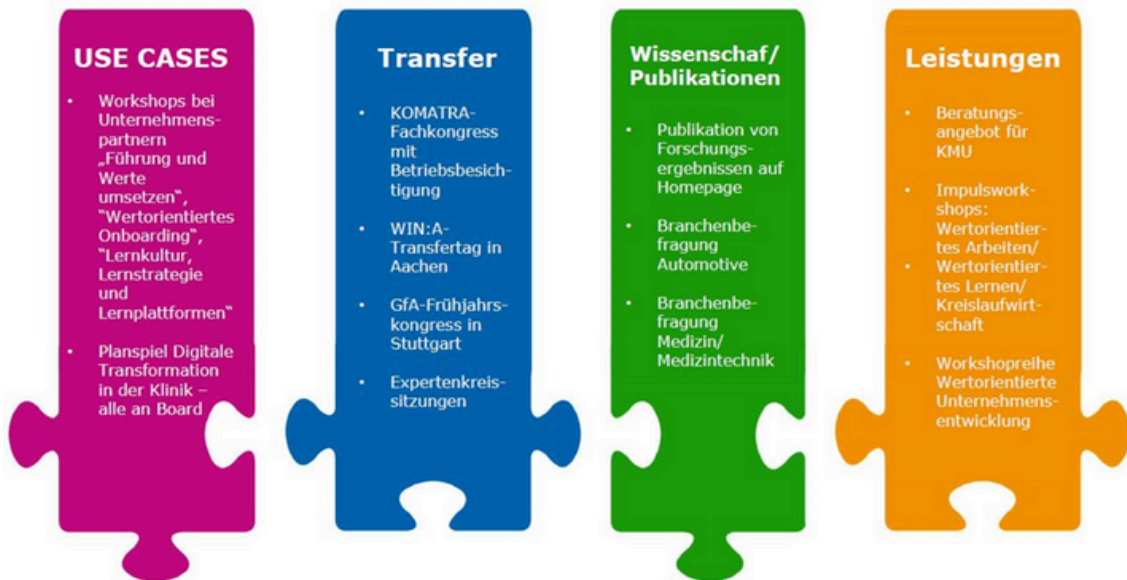 USE CASES
• Workshops bei
Unternehmens-
partnern
„Führung und
Werte
umsetzen“,
“Wertorientiertes
Onboarding“,
“Lernkultur,
Lernstrategie
und
Lernplattformen“
• Planspiel Digitale
Transformation
in der Klinik –
alle an Board
Transfer
• KOMATRA-
Fachkongress
mit
Betriebsbesich-
tigung
• WIN:A-
Transfertag in
Aachen
• GfA-Frühjahrs-
kongress in
Stuttgart
• Expertenkreis-
sitzungen
Wissenschaf/
Publikationen
• Publikation von
Forschungs-
ergebnissen auf
Homepage
• Branchenbe-
fragung
Automotive
• Branchenbe-
fragung
Medizin/
Medizintechnik
Leistungen
• Beratungs-
angebot für
KMU
• Impulswork-
shops:
Wertorientier-
tes Arbeiten/
• Wertorientier-
tes Lernen/
Kreislaufwirt-
schaft
• Workshopreihe
Wertorientierte
Unternehmens-
entwicklung